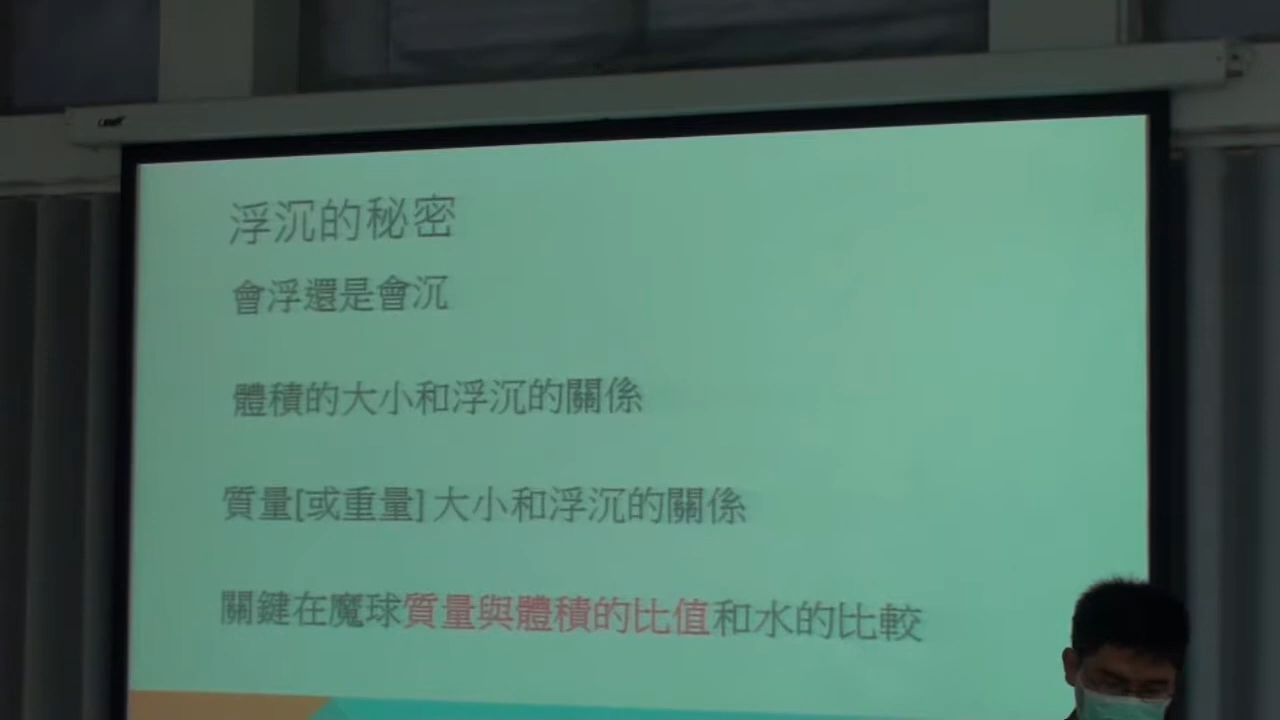 浮沉的秘密
會浮還是會沉
體積的大小和浮沉的關係
質量[或重量] 大小和浮沉的關係
關鍵在魔球質量與體積的比值和水的比較